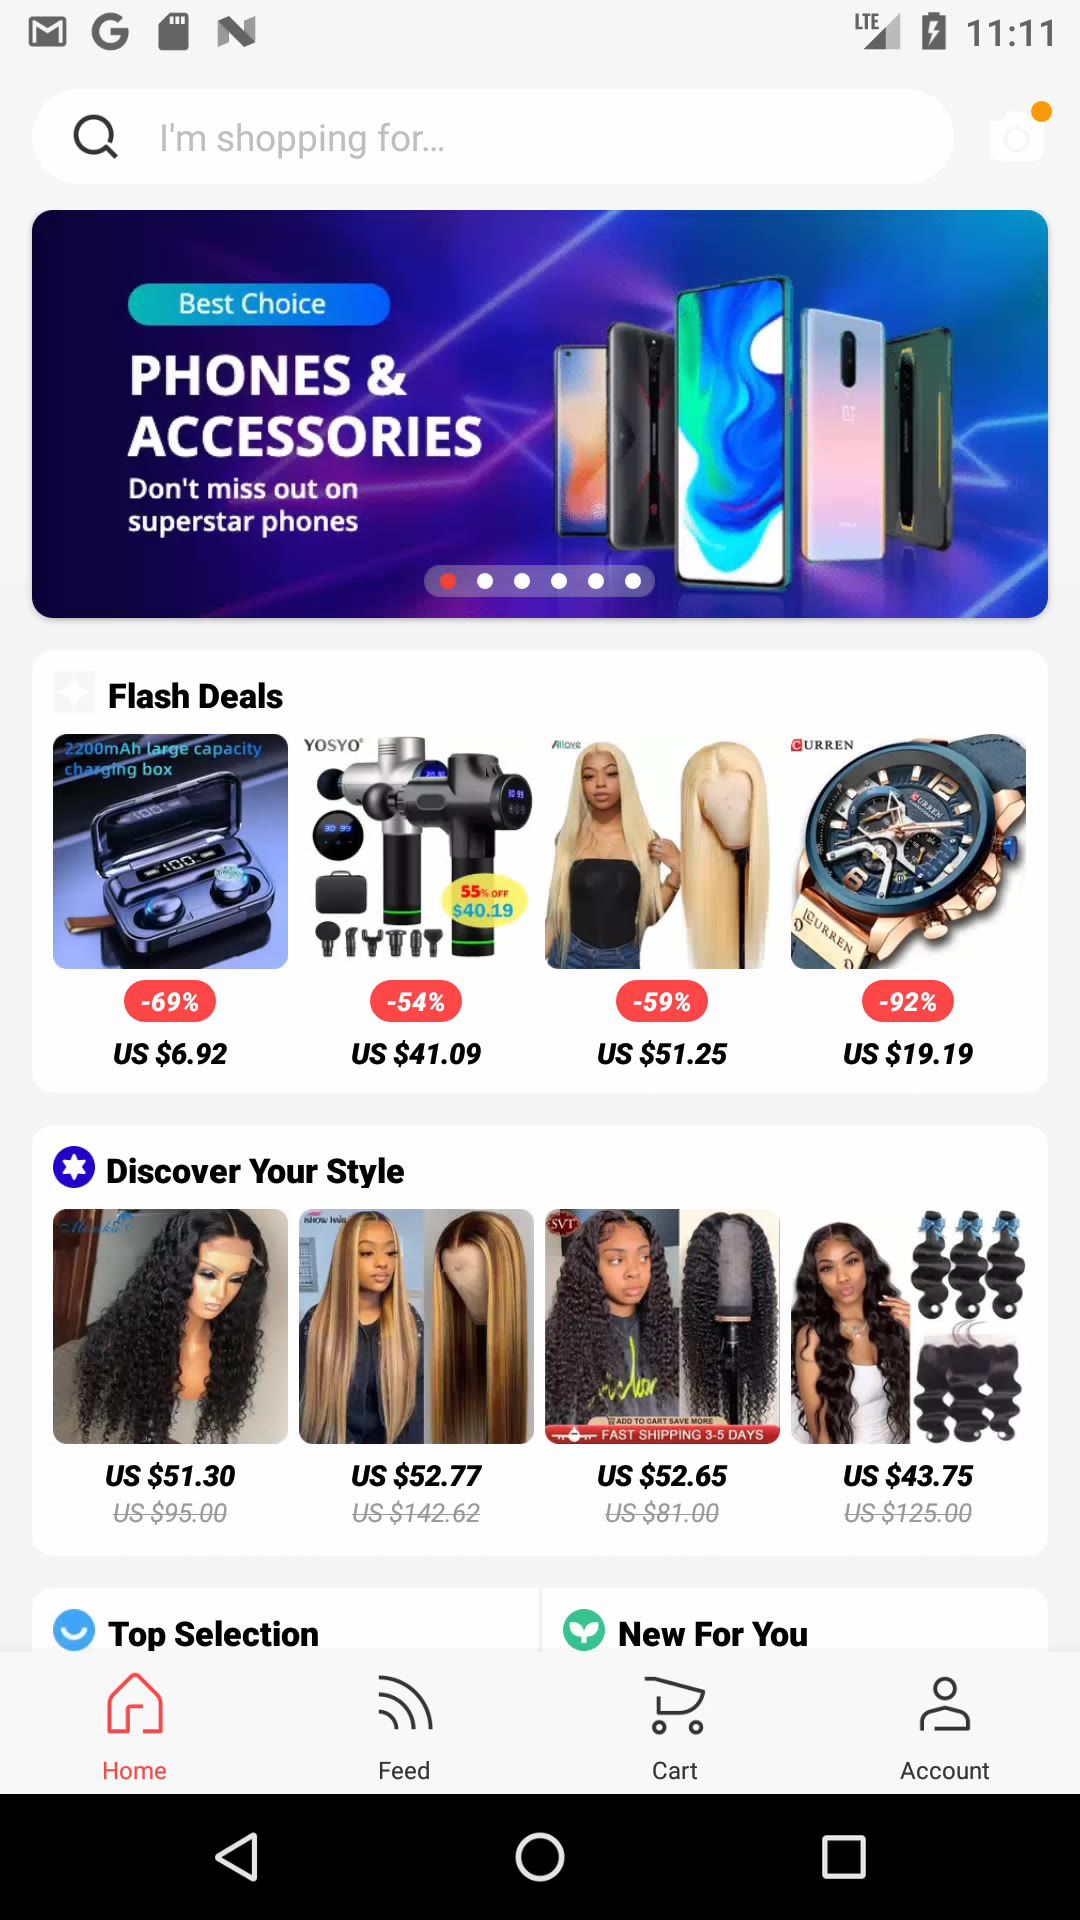 LTE 11:11
I'm shopping for...
Best Choice
PHONES &
ACCESSORIES
Don't miss out on
superstar phones
Flash Deals
2200mAh large capacity
charging box
YOSYO
55% OFF
$40.19
Allove
CURREN
CURREN
CURREN
-69%
-54%
-59%
-92%
US $6.92
US $41.09
US $51.25
US $19.19
Discover Your Style
ISHOW HAIR
SVT
ADD TO CART SAVE MORE
FAST SHIPPING 3-5 DAYS
US $51.30
US $52.77
US $52.65
US $43.75
US $95.00
US $142.62
US $81.00
US $125.00
Top Selection
New For You
Home
Feed
Cart
Account